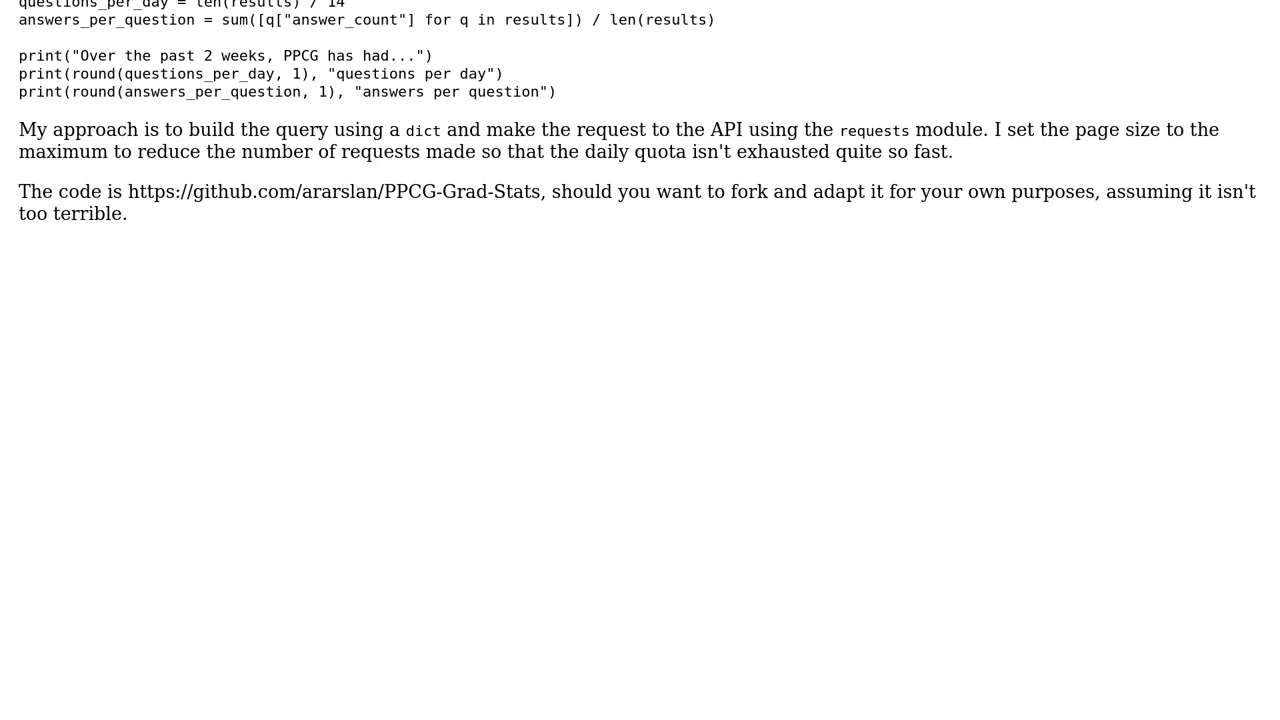 questions_per_day = len(results) / 14
answers_per_question = sum([q["answer_count"] for q in results]) / len(results)
print("Over the past 2 weeks, PPCG has had...")
print(round(questions_per_day, 1), "questions per day")
print(round(answers_per_question, 1), "answers per question")
My approach is to build the query using a dict and make the request to the API using the requests module. I set the page size to the
maximum to reduce the number of requests made so that the daily quota isn't exhausted quite so fast.
The code is https://github.com/ararslan/PPCG-Grad-Stats, should you want to fork and adapt it for your own purposes, assuming it isn't
too terrible.